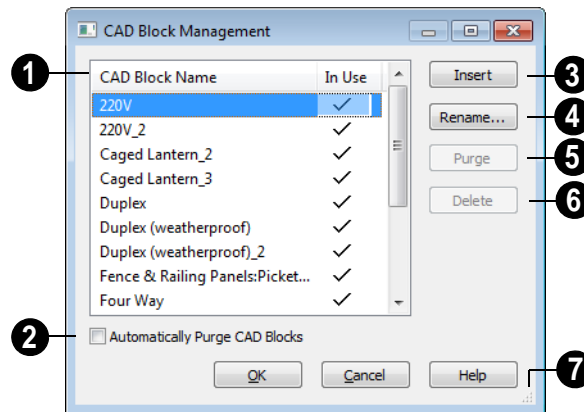 CAD Block Management
1
CAD Block Name In Use
Insert
3
220V
Rename...
4
220V_2
Caged Lantern_2
Purge
5
Caged Lantern_3
Duplex
Delete
6
Duplex (weatherproof)
Duplex (weatherproof)_2
Fence & Railing Panels:Picket...
Four Way
2
Automatically Purge CAD Blocks
OK
Cancel
Help
7